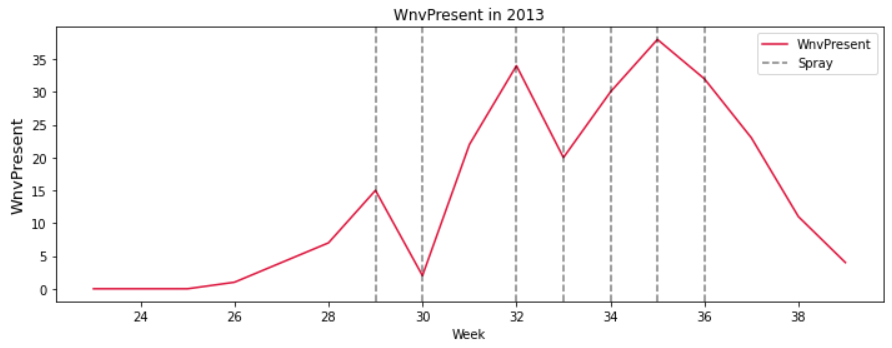 WnvPresent in 2013
WnvPresent
Spray
WnvPresent
35
30
25
20
15
10
5
0
24 26 28 30 32 34 36 38
Week